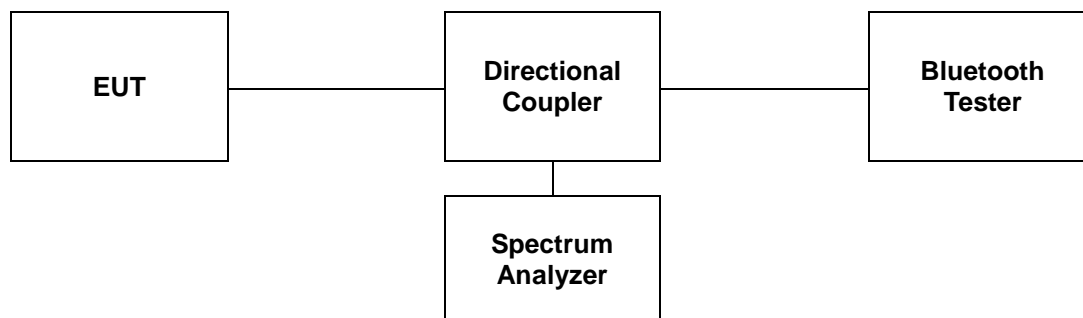 EUT
Directional
Coupler
Bluetooth
Tester
Spectrum
Analyzer